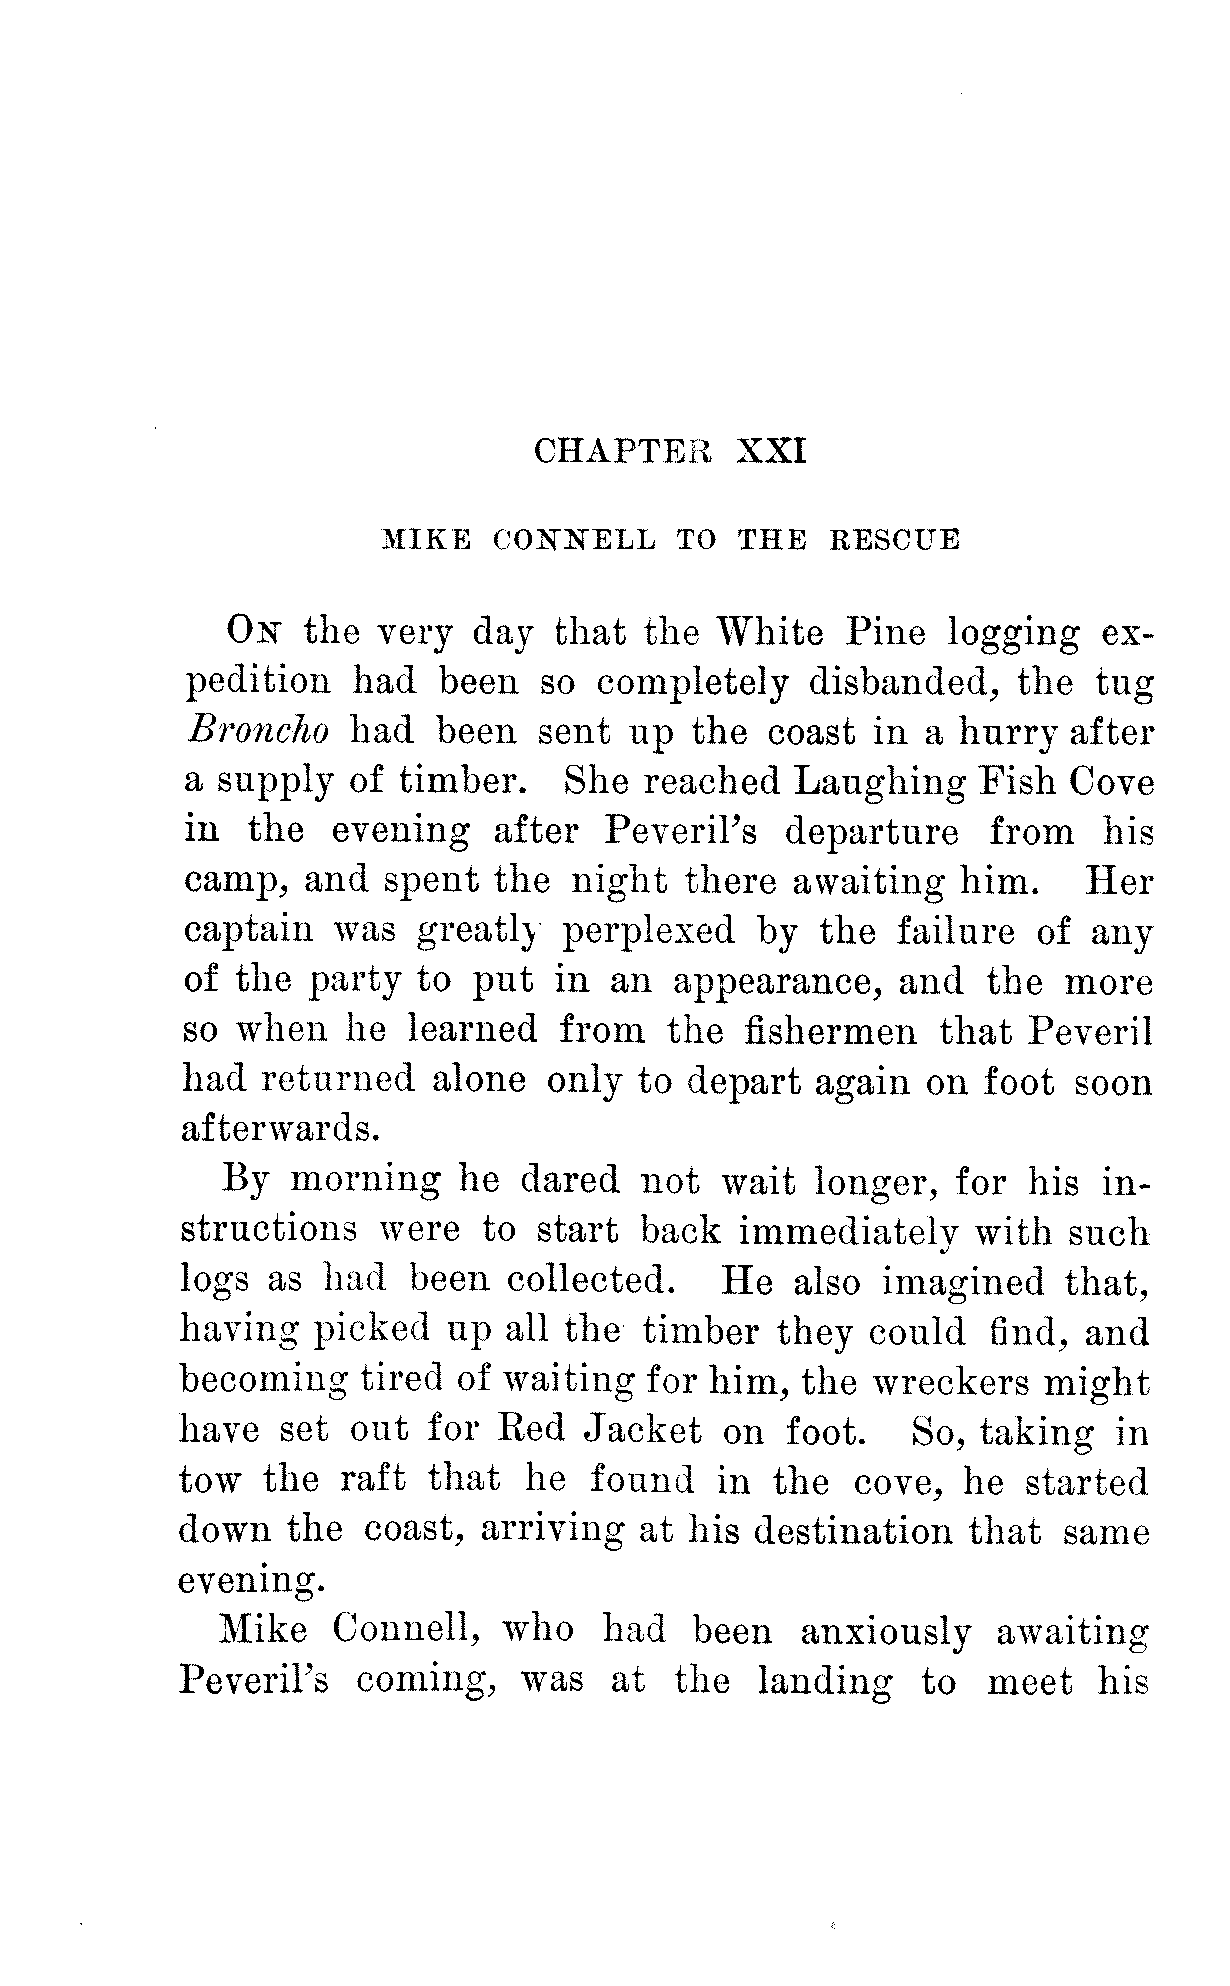 CHAPTER XXI
MIKE CONNELL TO THE RESCUE
ON the very day that the White Pine logging ex-
pedition had been so completely disbanded, the tug
Broncho had been sent up the coast in a hurry after
a supply of timber. She reached Laughing Fish Cove
in the evening after Peveril's departure from his
camp, and spent the night there awaiting him. Her
captain was greatly perplexed by the failure of any
of the party to put in an appearance, and the more
so when he learned from the fishermen that Peveril
had returned alone only to depart again on foot soon
afterwards.
By morning he dared not wait longer, for his in-
structions were to start back immediately with such
logs as had been collected. He also imagined that,
having picked up all the timber they could find, and
becoming tired of waiting for him, the wreckers might
have set out for Red Jacket on foot. So, taking in
tow the raft that he found in the cove, he started
down the coast, arriving at his destination that same
evening.
Mike Connell, who had been anxiously awaiting
Peveril's coming, was at the landing to meet his